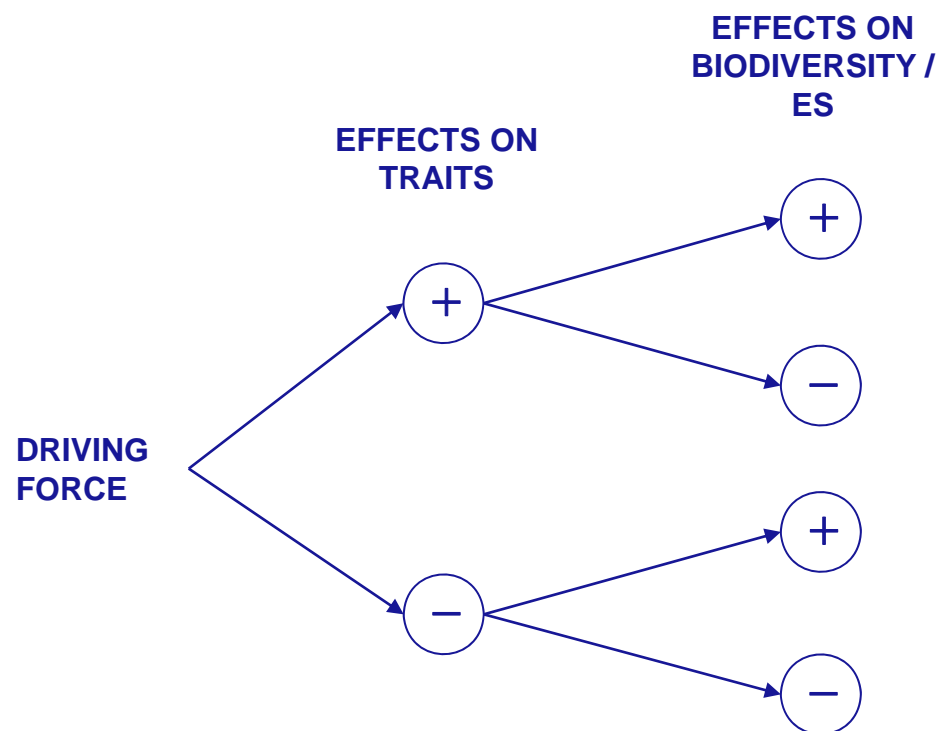 EFFECTS ON
BIODIVERSITY /
ES
EFFECTS ON
TRAITS
+
+
−
DRIVING
FORCE
+
−
−